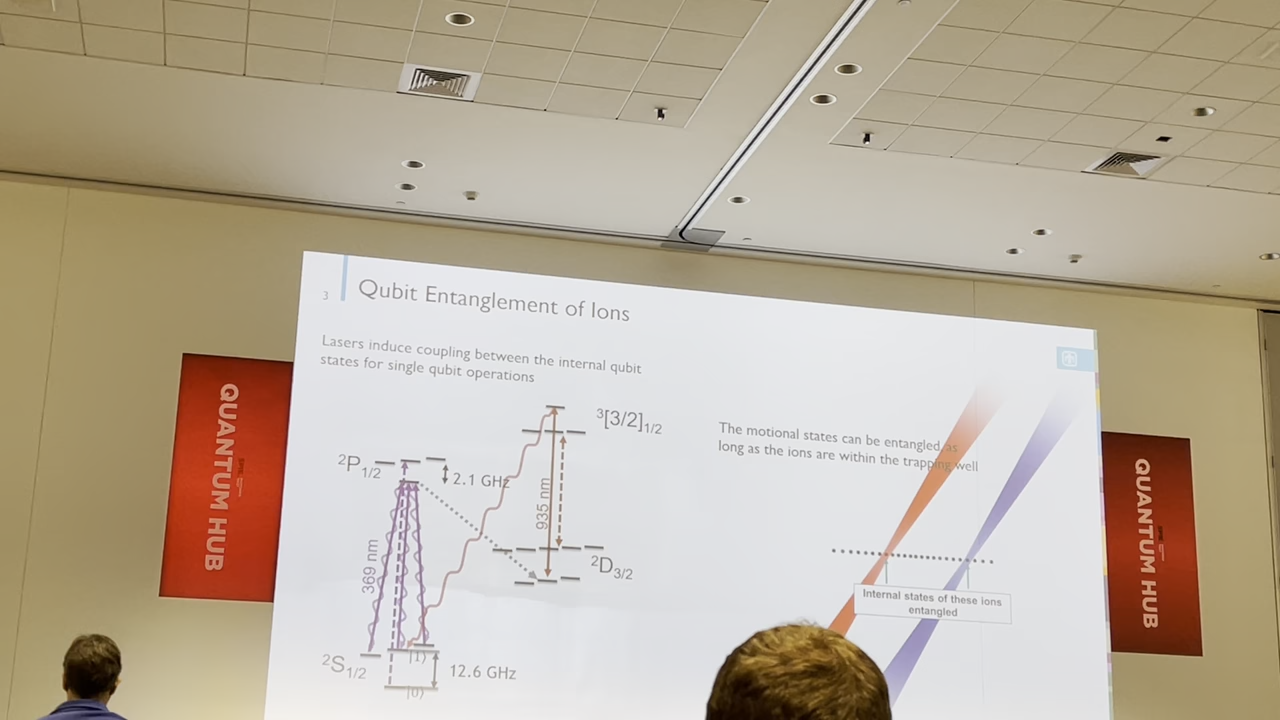 3
Qubit Entanglement of Ions
Lasers induce coupling between the internal qubit
states for single qubit operations
³[3/2]₁/₂
²P₁/₂
2.1 GHz
935 nm
369 nm
²D₃/₂
²S₁/₂
|1⟩
12.6 GHz
|0⟩
The motional states can be entangled as
long as the ions are within the trapping well
Internal states of these ions
entangled
QUANTUM HUB
QUANTUM HUB